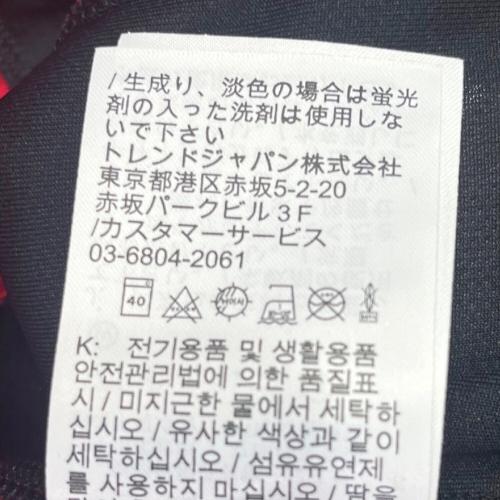 / 生成り、淡色の場合は蛍光
剤の入った洗剤は使用しな
いで下さい
トレンドジャパン株式会社
東京都港区赤坂5-2-20
赤坂パークビル3F
/カスタマーサービス
03-6804-2061
40
K: 전기용품 및 생활용품
안전관리법에 의한 품질표
시 / 미지근한 물에서 세탁하
십시오 / 유사한 색상과 같이
세탁하십시오 / 섬유유연제
를 사용하지 마십시오 / 땀을